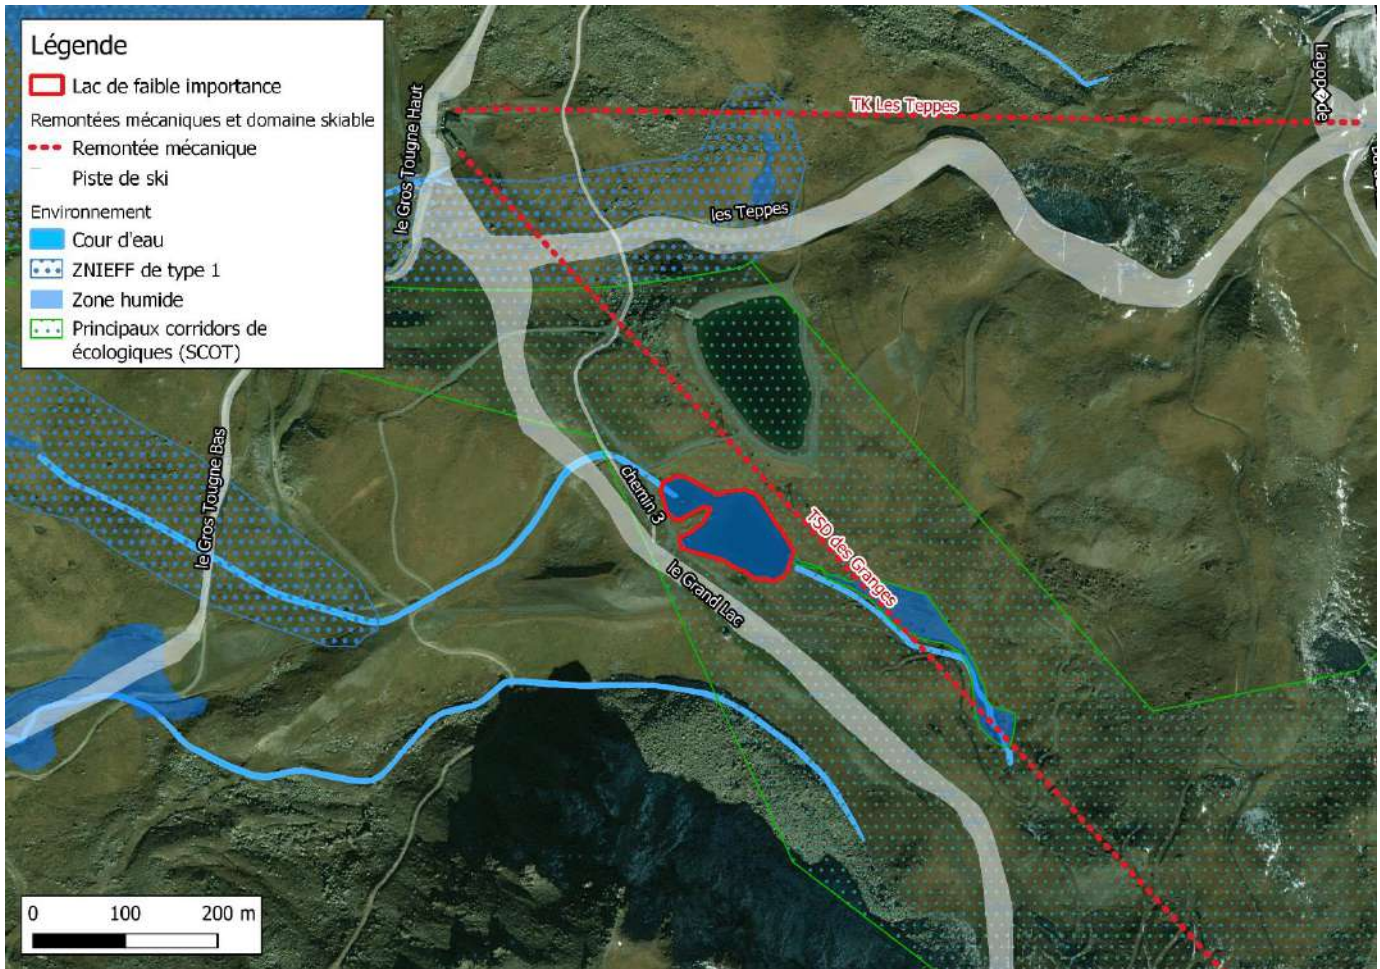 Légende
Lac de faible importance
Remontées mécaniques et domaine skiable
Remontée mécanique
Piste de ski
Environnement
Cour d'eau
ZNIEFF de type 1
Zone humide
Principaux corridors de
écologiques (SCOT)
le Gros Tougne Haut
TK Les Teppes
les Teppes
le Gros Tougne Bas
chemin 3
TSD des Granges
le Grand Lac
0 100 200 m